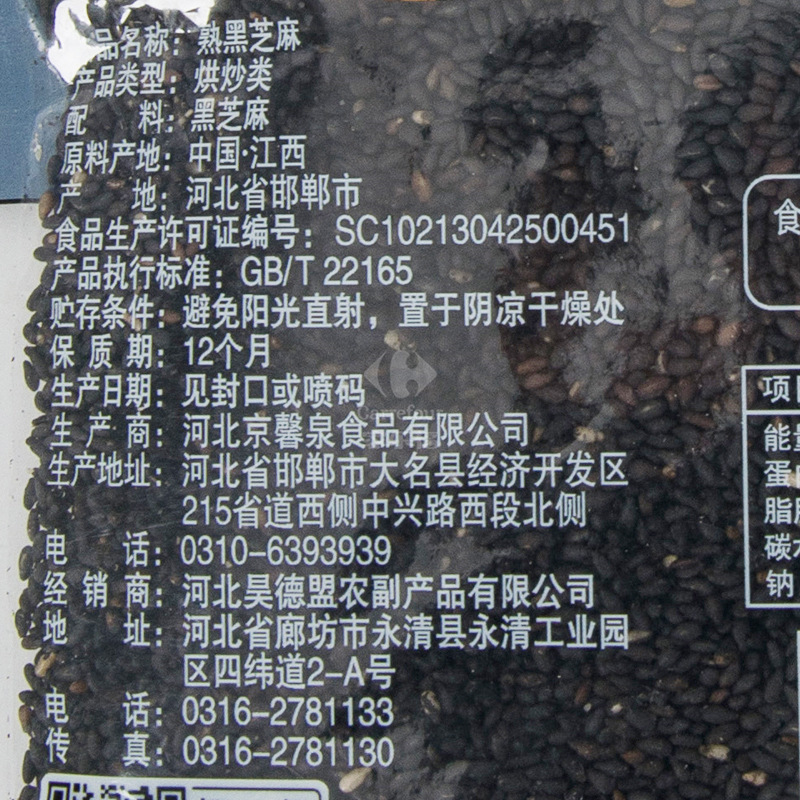 品名称：熟黑芝麻
产品类型：烘炒类
配 料：黑芝麻
原料产地：中国·江西
产 地：河北省邯郸市
食品生产许可证编号：SC10213042500451
产品执行标准：GB/T 22165
贮存条件：避免阳光直射，置于阴凉干燥处
保 质 期：12个月
生产日期：见封口或喷码
生 产 商：河北京馨泉食品有限公司
生产地址：河北省邯郸市大名县经济开发区
215省道西侧中兴路西段北侧
电 话：0310-6393939
经 销 商：河北昊德盟农副产品有限公司
地 址：河北省廊坊市永清县永清工业园
区四纬道2-A号
电 话：0316-2781133
传 真：0316-2781130
Carrefour
家乐福
食
项
能量
蛋
脂
碳水
钠